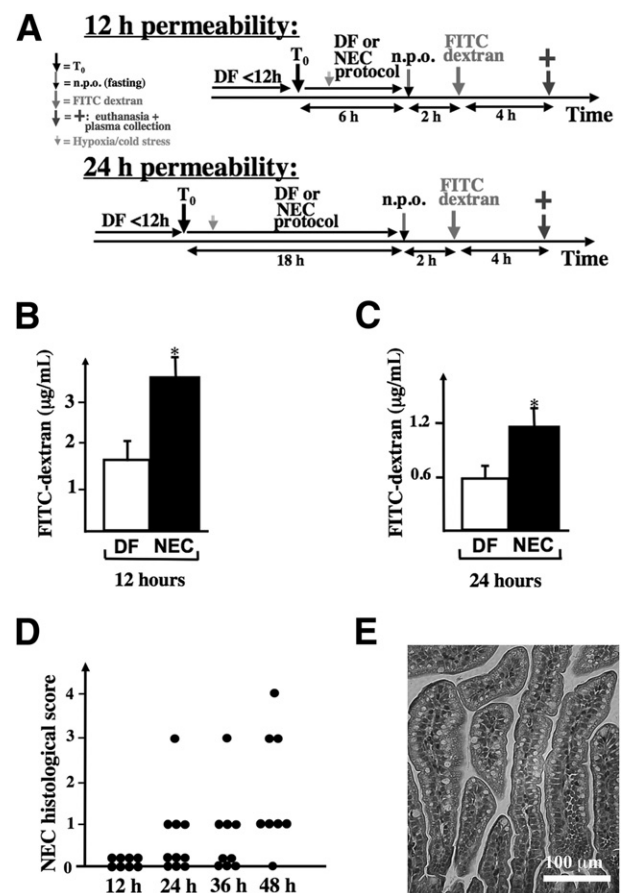 A
12 h permeability:
= T0
= n.p.o. (fasting)
= FITC dextran
= +: euthanasia +
plasma collection
= Hypoxia/cold stress
DF <12h
T0
DF or
NEC
protocol
n.p.o.
FITC
dextran
+
6 h
2 h
4 h
Time
24 h permeability:
DF <12h
T0
DF or
NEC
protocol
n.p.o.
FITC
dextran
+
18 h
2 h
4 h
Time
B
FITC-dextran (μg/mL)
3
2
1
*
DF NEC
12 hours
C
FITC-dextran (μg/mL)
1.2
0.6
*
DF NEC
24 hours
D
NEC histological score
4
3
2
1
0
12 h 24 h 36 h 48 h
E
100 μm